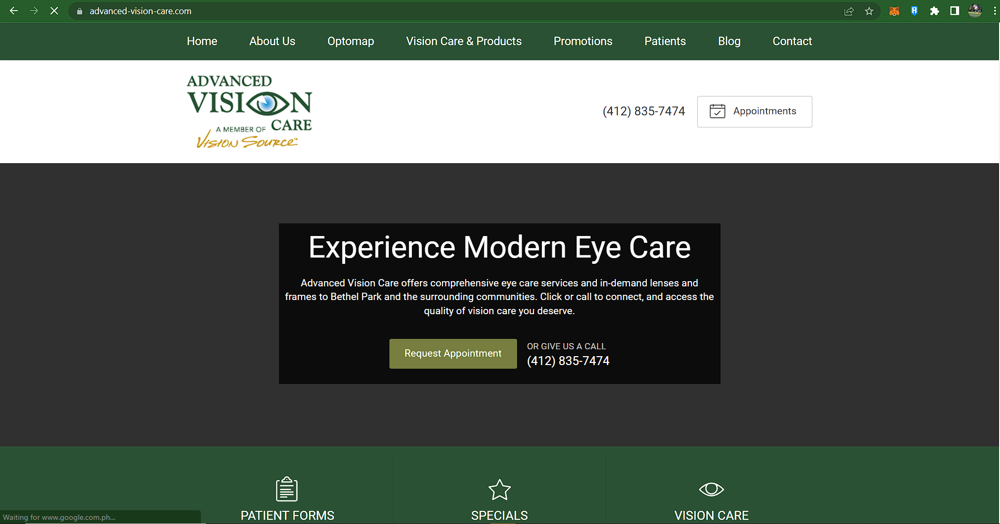 advanced-vision-care.com
Home About Us Optomap Vision Care & Products Promotions Patients Blog Contact
ADVANCED
VISION
CARE
A MEMBER OF
VISION SOURCE™
(412) 835-7474 Appointments
Experience Modern Eye Care
Advanced Vision Care offers comprehensive eye care services and in-demand lenses and
frames to Bethel Park and the surrounding communities. Click or call to connect, and access the
quality of vision care you deserve.
Request Appointment
OR GIVE US A CALL
(412) 835-7474
PATIENT FORMS SPECIALS VISION CARE
Waiting for www.google.com.ph...